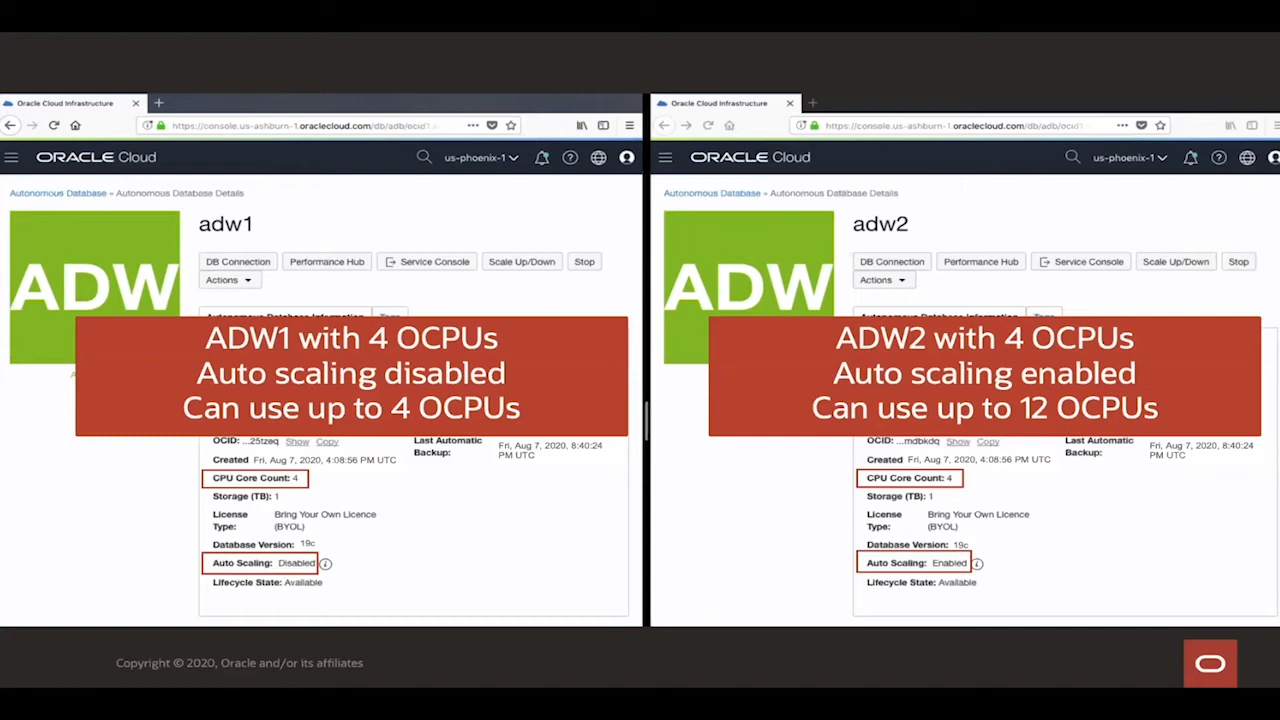 Oracle Cloud Infrastructure
https://console.us-ashburn-1.oraclecloud.com/db/adb/ocid1
ORACLE Cloud
us-phoenix-1
Autonomous Database » Autonomous Database Details
ADW
adw1
DB Connection Performance Hub Service Console Scale Up/Down Stop
Actions
ADW1 with 4 OCPUs
Auto scaling disabled
Can use up to 4 OCPUs
OCID: ...25tzeq Show Copy
Created Fri, Aug 7, 2020, 4:08:56 PM UTC
CPU Core Count: 4
Storage (TB): 1
License Bring Your Own Licence
Type: (BYOL)
Database Version: 19c
Auto Scaling: Disabled
Lifecycle State: Available
Last Automatic Fri, Aug 7, 2020, 8:40:24
Backup: PM UTC
Oracle Cloud Infrastructure
https://console.us-ashburn-1.oraclecloud.com/db/adb/ocid1
ORACLE Cloud
us-phoenix-1
Autonomous Database » Autonomous Database Details
ADW
adw2
DB Connection Performance Hub Service Console Scale Up/Down Stop
Actions
ADW2 with 4 OCPUs
Auto scaling enabled
Can use up to 12 OCPUs
OCID: ...mdbkdq Show Copy
Created Fri, Aug 7, 2020, 4:08:56 PM UTC
CPU Core Count: 4
Storage (TB): 1
License Bring Your Own Licence
Type: (BYOL)
Database Version: 19c
Auto Scaling: Enabled
Lifecycle State: Available
Last Automatic Fri, Aug 7, 2020, 8:40:24
Backup: PM UTC
Copyright © 2020, Oracle and/or its affiliates